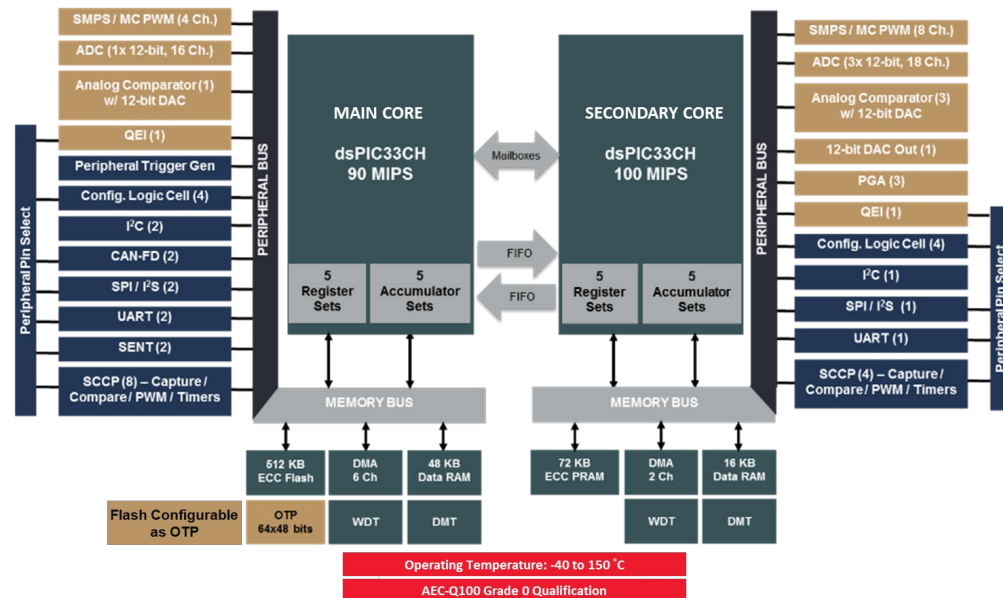 SMPS / MC PWM (4 Ch.)
ADC (1x 12-bit, 16 Ch.)
Analog Comparator (1)
w/ 12-bit DAC
QEI (1)
Peripheral Trigger Gen
Config. Logic Cell (4)
I²C (2)
CAN-FD (2)
SPI / I²S (2)
UART (2)
SENT (2)
SCCP (8) – Capture /
Compare / PWM / Timers
Peripheral Pin Select
PERIPHERAL BUS
MAIN CORE
dsPIC33CH
90 MIPS
5
Register
Sets
5
Accumulator
Sets
Mailboxes
FIFO
FIFO
SECONDARY CORE
dsPIC33CH
100 MIPS
5
Register
Sets
5
Accumulator
Sets
PERIPHERAL BUS
SMPS / MC PWM (8 Ch.)
ADC (3x 12-bit, 18 Ch.)
Analog Comparator (3)
w/ 12-bit DAC
12-bit DAC Out (1)
PGA (3)
QEI (1)
Config. Logic Cell (4)
I²C (1)
SPI / I²S (1)
UART (1)
SCCP (4) – Capture /
Compare / PWM / Timers
Peripheral Pin Select
MEMORY BUS
512 KB
ECC Flash
DMA
6 Ch
48 KB
Data RAM
Flash Configurable
as OTP
OTP
64x48 bits
WDT
DMT
MEMORY BUS
72 KB
ECC PRAM
DMA
2 Ch
16 KB
Data RAM
WDT
DMT
Operating Temperature: -40 to 150 °C
AEC-Q100 Grade 0 Qualification